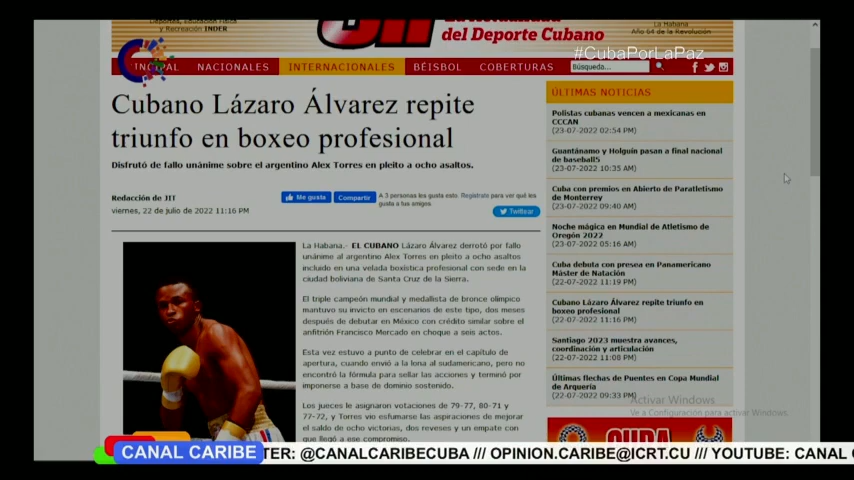 Deportes, Educación Física
y Recreación INDER
La Actualidad
del Deporte Cubano
La Habana
Año 64 de la Revolución
#CubaPorLaPaz
NACIONALES
INTERNACIONALES
BÉISBOL
COBERTURAS
Búsqueda...
Cubano Lázaro Álvarez repite
triunfo en boxeo profesional
Disfrutó de fallo unánime sobre el argentino Alex Torres en pleito a ocho asaltos.
Redacción de JIT
viernes, 22 de julio de 2022 11:16 PM
Me gusta
Compartir
A 3 personas les gusta esto. Regístrate para ver qué les
gusta a tus amigos.
Twittear
La Habana.- EL CUBANO Lázaro Álvarez derrotó por fallo
unánime al argentino Alex Torres en pleito a ocho asaltos
incluido en una velada boxística profesional con sede en la
ciudad boliviana de Santa Cruz de la Sierra.
El triple campeón mundial y medallista de bronce olímpico
mantuvo su invicto en escenarios de este tipo, dos meses
después de debutar en México con crédito similar sobre el
anfitrión Francisco Mercado en choque a seis actos.
Esta vez estuvo a punto de celebrar en el capítulo de
apertura, cuando envió a la lona al sudamericano, pero no
encontró la fórmula para sellar las acciones y terminó por
imponerse a base de dominio sostenido.
Los jueces le asignaron votaciones de 79-77, 80-71 y
77-72, y Torres vio esfumarse las aspiraciones de mejorar
el saldo de ocho victorias, dos reveses y un empate con
que llegó a ese compromiso.
ÚLTIMAS NOTICIAS
Polistas cubanas vencen a mexicanas en
CCCAN
(23-07-2022 02:54 PM)
Guantánamo y Holguín pasan a final nacional
de baseball5
(23-07-2022 10:35 AM)
Cuba con premios en Abierto de Paratletismo
de Monterrey
(23-07-2022 09:40 AM)
Noche mágica en Mundial de Atletismo de
Oregón 2022
(23-07-2022 05:16 AM)
Cuba debuta con presea en Panamericano
Máster de Natación
(22-07-2022 11:19 PM)
Cubano Lázaro Álvarez repite triunfo en
boxeo profesional
(22-07-2022 11:16 PM)
Santiago 2023 muestra avances,
coordinación y articulación
(22-07-2022 11:08 PM)
Últimas flechas de Puentes en Copa Mundial
de Arquería
(22-07-2022 09:33 PM)
Activar Windows
Ve a Configuración para activar Windows.
CUBA
CANAL CARIBE
TER: @CANALCARIBECUBA /// OPINION.CARIBE@ICRT.CU /// YOUTUBE: CANAL C